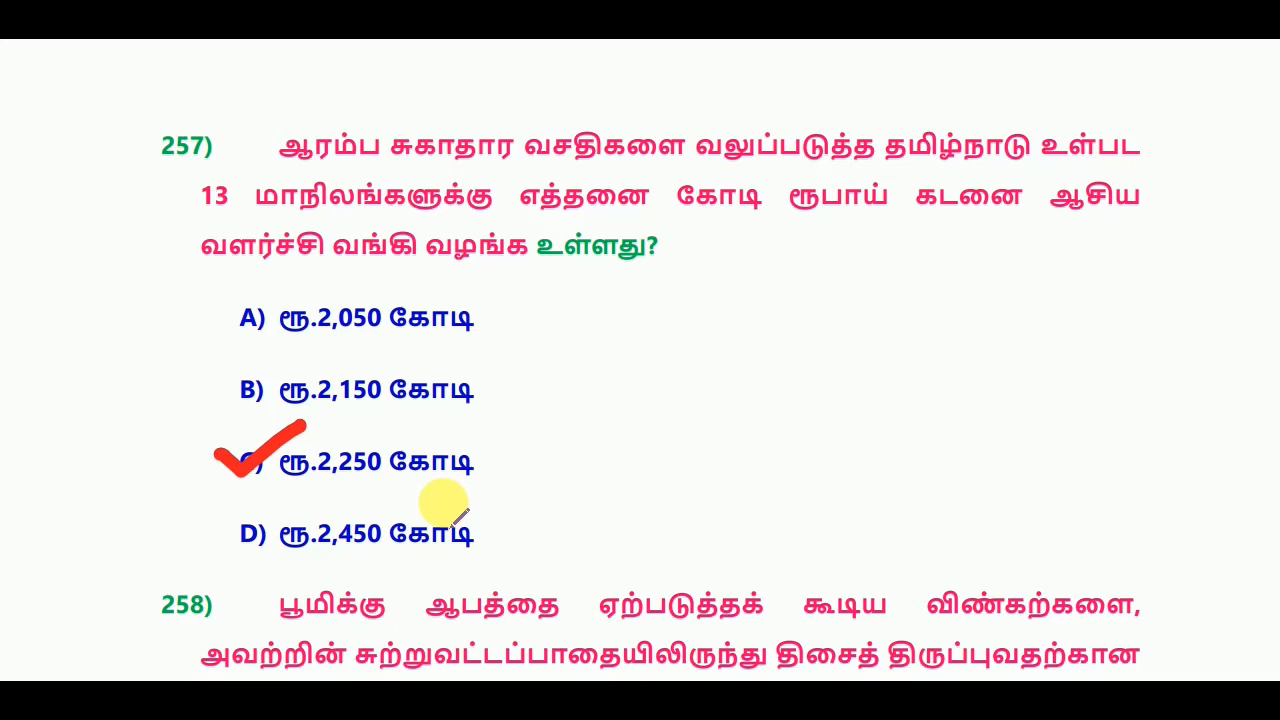 257) ஆரம்ப சுகாதார வசதிகளை வலுப்படுத்த தமிழ்நாடு உள்பட
13 மாநிலங்களுக்கு எத்தனை கோடி ரூபாய் கடனை ஆசிய
வளர்ச்சி வங்கி வழங்க உள்ளது?
A) ரூ.2,050 கோடி
B) ரூ.2,150 கோடி
C) ரூ.2,250 கோடி
D) ரூ.2,450 கோடி
258) பூமிக்கு ஆபத்தை ஏற்படுத்தக் கூடிய விண்கற்களை,
அவற்றின் சுற்றுவட்டப்பாதையிலிருந்து திசைத் திருப்புவதற்கான